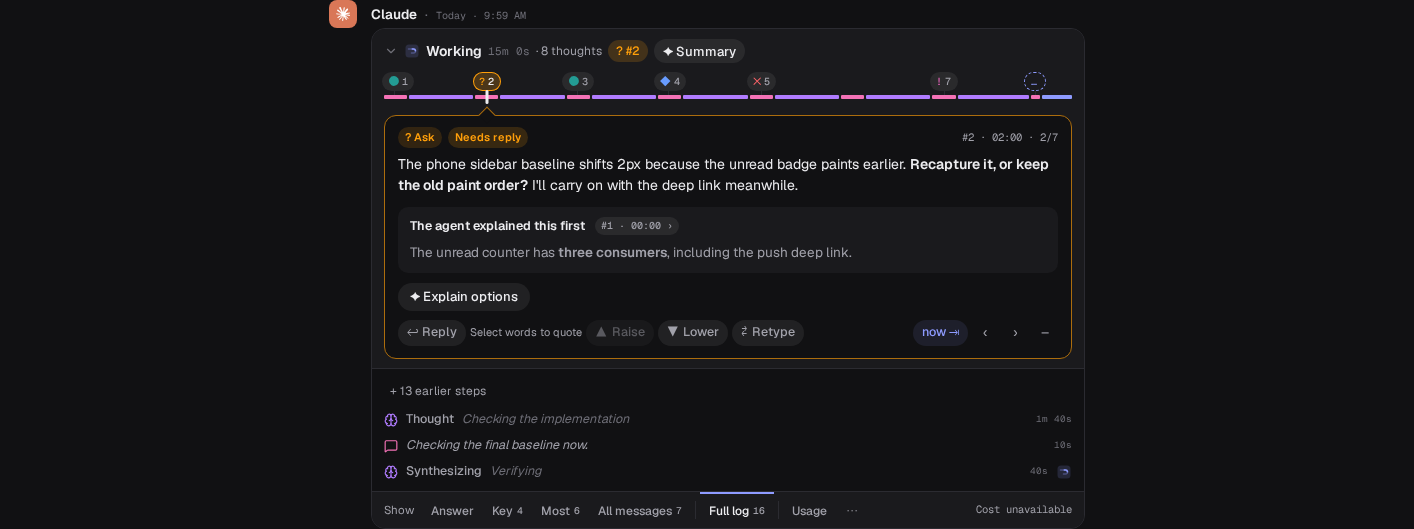 Claude · Today · 9:59 AM
Working 15m 0s · 8 thoughts ? #2 Summary
1 ? 2 3 4 5 ! 7 …
? Ask Needs reply #2 · 02:00 · 2/7
The phone sidebar baseline shifts 2px because the unread badge paints earlier. Recapture it, or keep
the old paint order? I'll carry on with the deep link meanwhile.
The agent explained this first #1 · 00:00 ›
The unread counter has three consumers, including the push deep link.
Explain options
Reply Select words to quote Raise Lower Retype now ‹ › –
+ 13 earlier steps
Thought Checking the implementation 1m 40s
Checking the final baseline now. 10s
Synthesizing Verifying 40s
Show Answer Key 4 Most 6 All messages 7 Full log 16 Usage ··· Cost unavailable